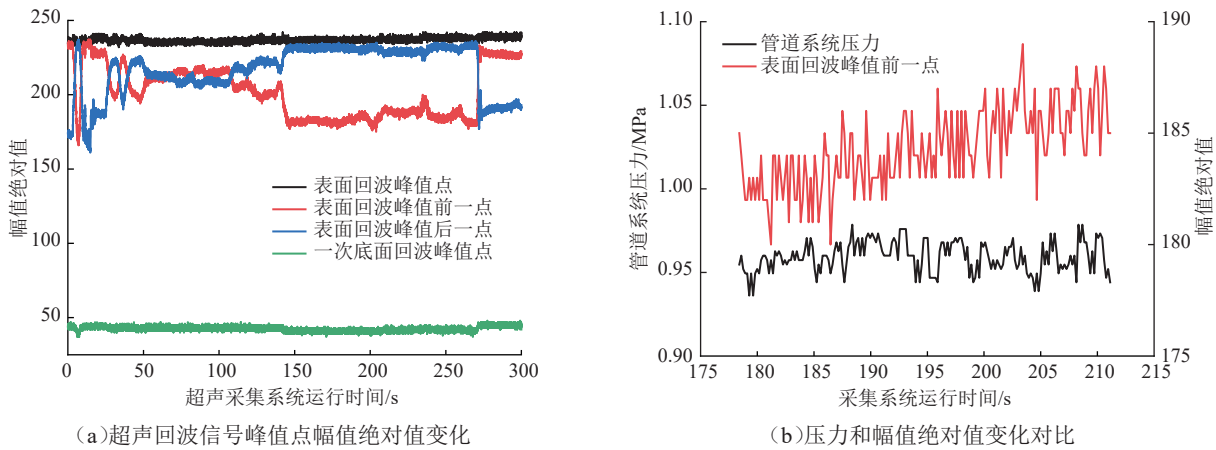 250
200
150
100
50
0
50
100
150
200
250
300
幅值绝对值
表面回波峰值点
表面回波峰值前一点
表面回波峰值后一点
一次底面回波峰值点
超声采集系统运行时间/s
(a)超声回波信号峰值点幅值绝对值变化
1.10
1.05
1.00
0.95
0.90
管道系统压力/MPa
管道系统压力
表面回波峰值前一点
190
185
180
175
幅值绝对值
175
180
185
190
195
200
205
210
215
采集系统运行时间/s
(b)压力和幅值绝对值变化对比